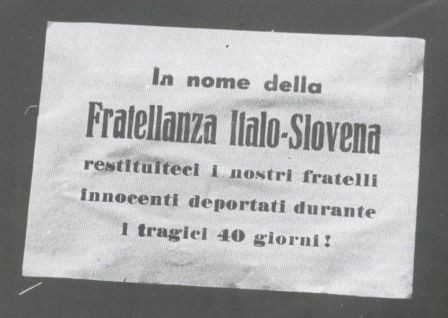 In nome della
Fratellanza Italo-Slovena
restituiteci i nostri fratelli
innocenti deportati durante
i tragici 40 giorni!